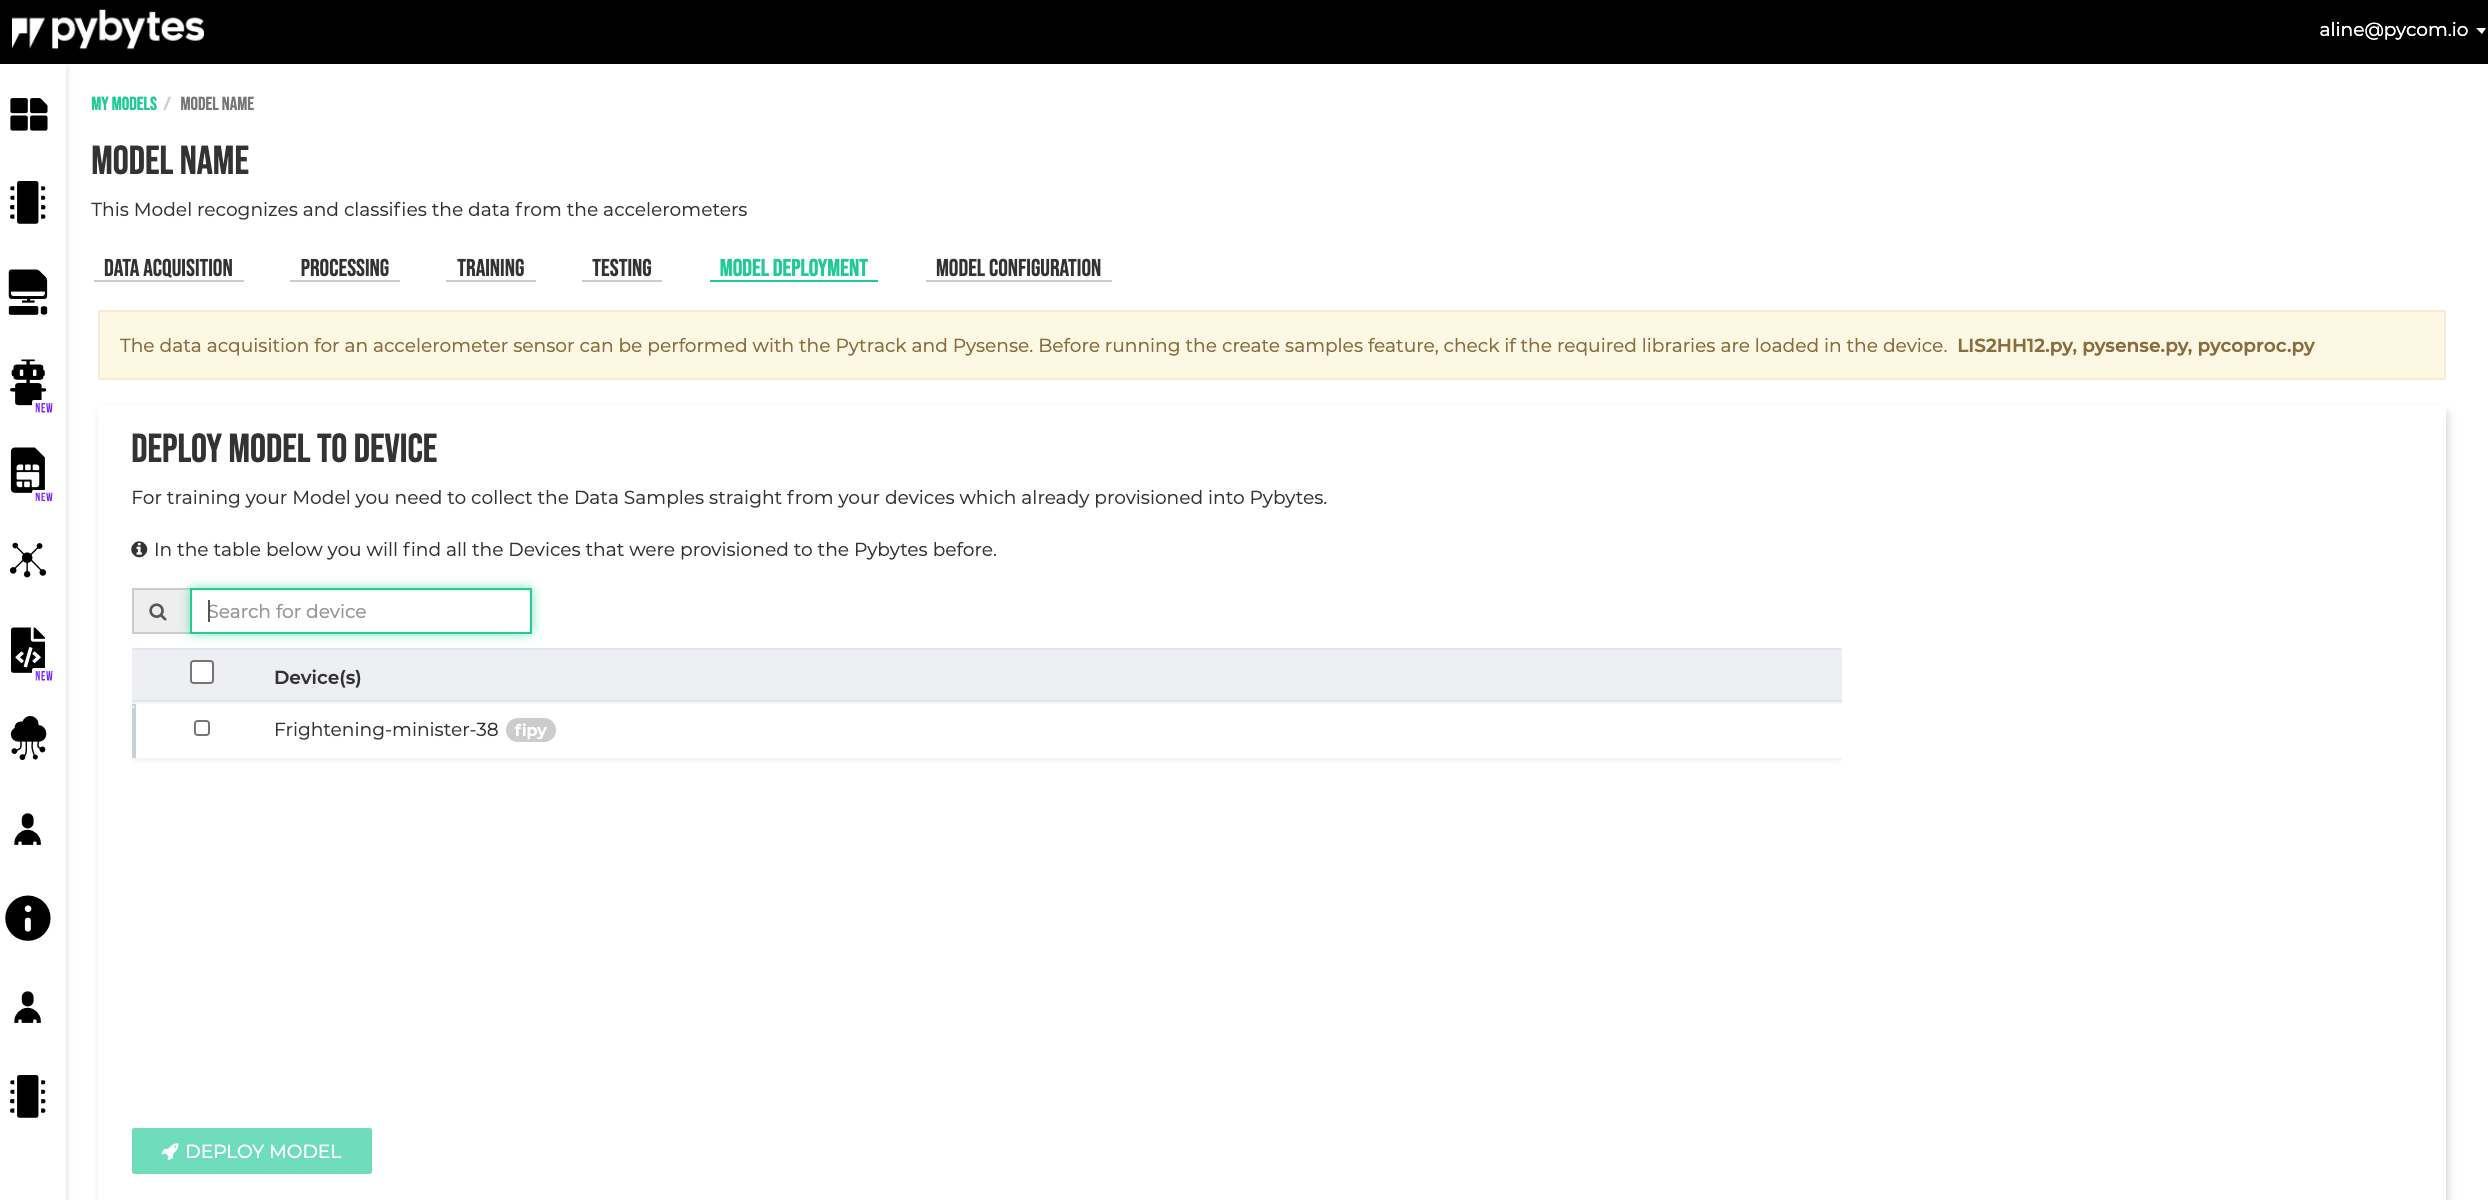 pybytes
aline@pycom.io
MY MODELS / MODEL NAME
MODEL NAME
This Model recognizes and classifies the data from the accelerometers
DATA ACQUISITION PROCESSING TRAINING TESTING MODEL DEPLOYMENT MODEL CONFIGURATION
The data acquisition for an accelerometer sensor can be performed with the Pytrack and Pysense. Before running the create samples feature, check if the required libraries are loaded in the device. LIS2HH12.py, pysense.py, pycoproc.py
NEW
DEPLOY MODEL TO DEVICE
For training your Model you need to collect the Data Samples straight from your devices which already provisioned into Pybytes.
NEW
In the table below you will find all the Devices that were provisioned to the Pybytes before.
Search for device
Device(s)
NEW
Frightening-minister-38 fipy
DEPLOY MODEL